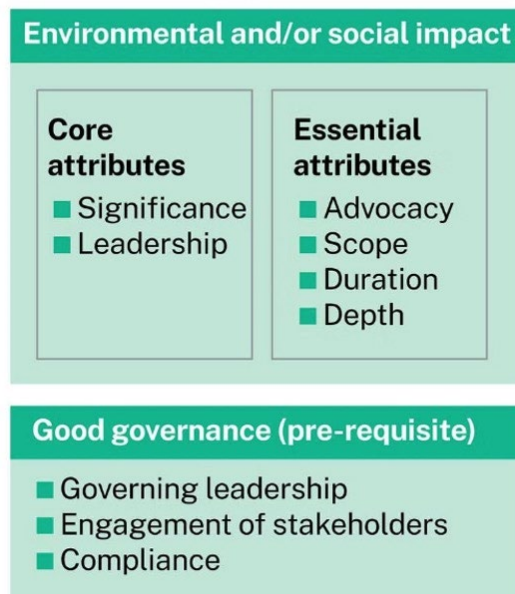 Environmental and/or social impact
Core
attributes
Significance
Leadership
Essential
attributes
Advocacy
Scope
Duration
Depth
Good governance (pre-requisite)
Governing leadership
Engagement of stakeholders
Compliance